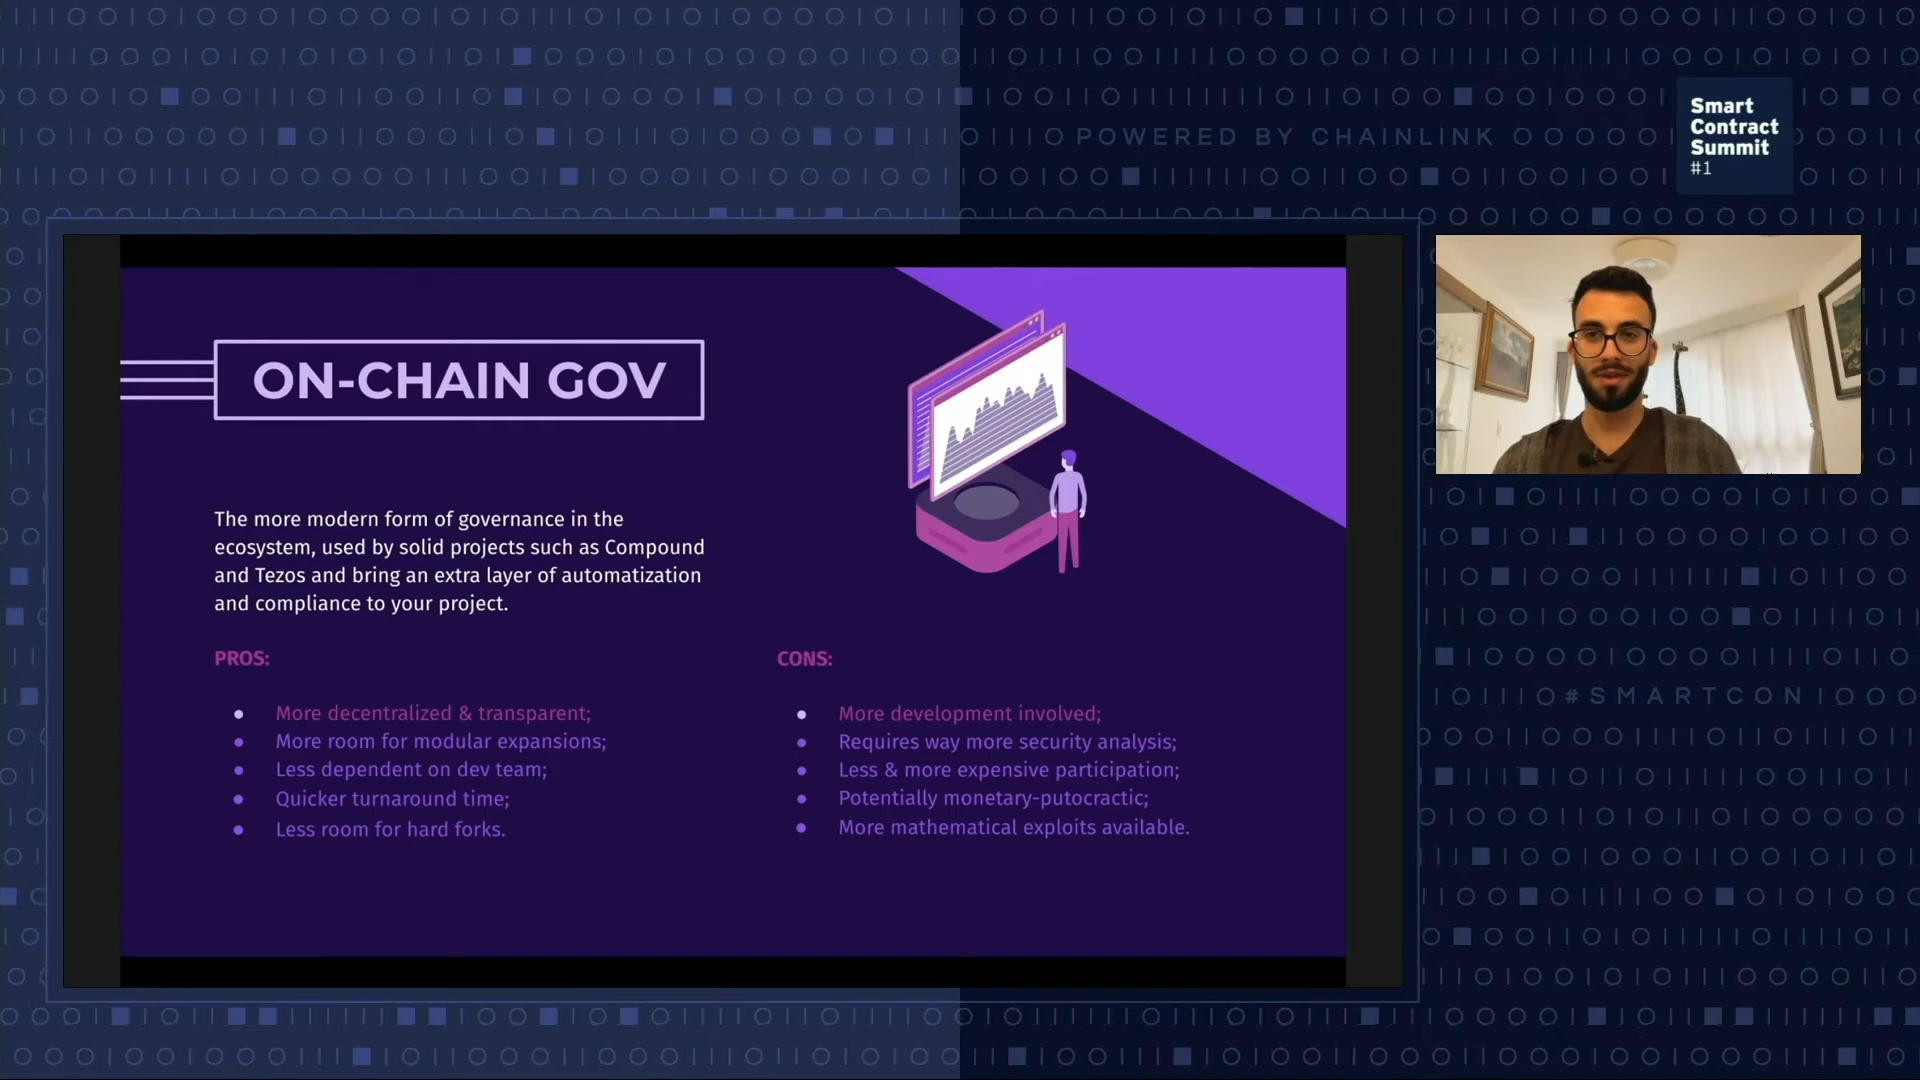 POWERED BY CHAINLINK
Smart
Contract
Summit
#1
ON-CHAIN GOV
The more modern form of governance in the
ecosystem, used by solid projects such as Compound
and Tezos and bring an extra layer of automatization
and compliance to your project.
PROS:
More decentralized & transparent;
More room for modular expansions;
Less dependent on dev team;
Quicker turnaround time;
Less room for hard forks.
CONS:
More development involved;
Requires way more security analysis;
Less & more expensive participation;
Potentially monetary-putocractic;
More mathematical exploits available.
#SMARTCON